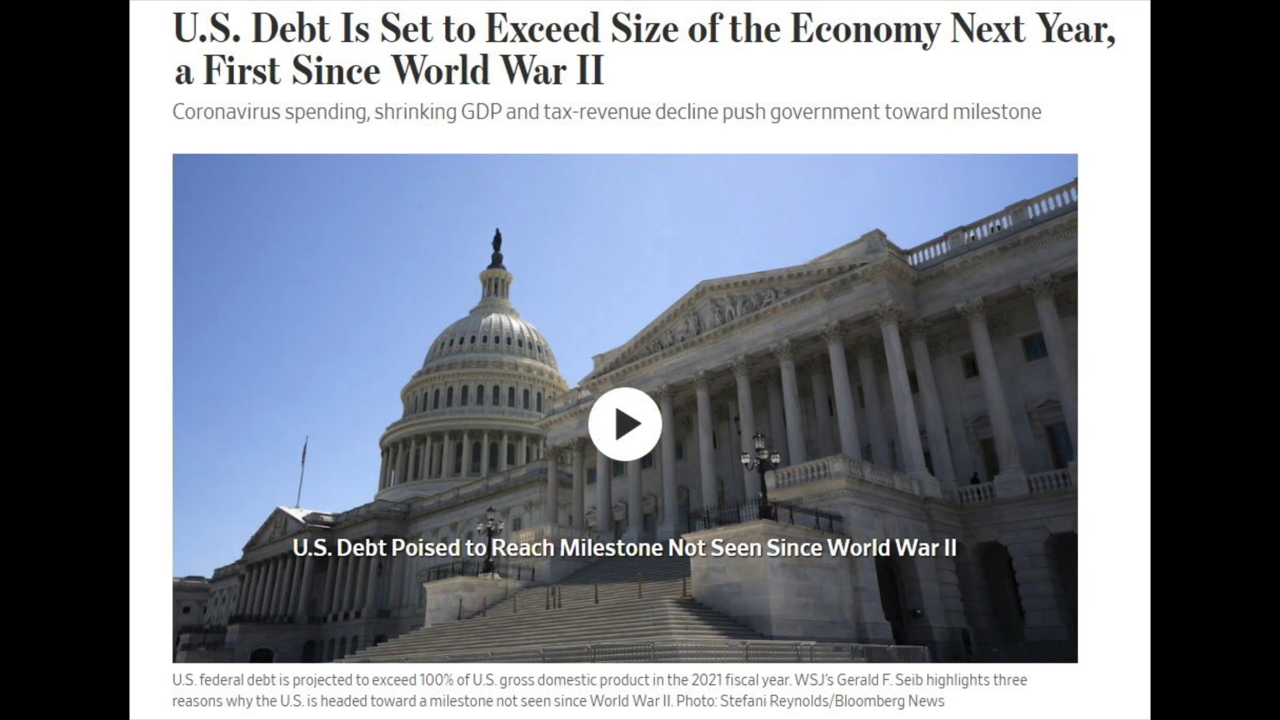 U.S. Debt Is Set to Exceed Size of the Economy Next Year,
a First Since World War II
Coronavirus spending, shrinking GDP and tax-revenue decline push government toward milestone
U.S. Debt Poised to Reach Milestone Not Seen Since World War II
U.S. federal debt is projected to exceed 100% of U.S. gross domestic product in the 2021 fiscal year. WSJ's Gerald F. Seib highlights three
reasons why the U.S. is headed toward a milestone not seen since World War II. Photo: Stefani Reynolds/Bloomberg News